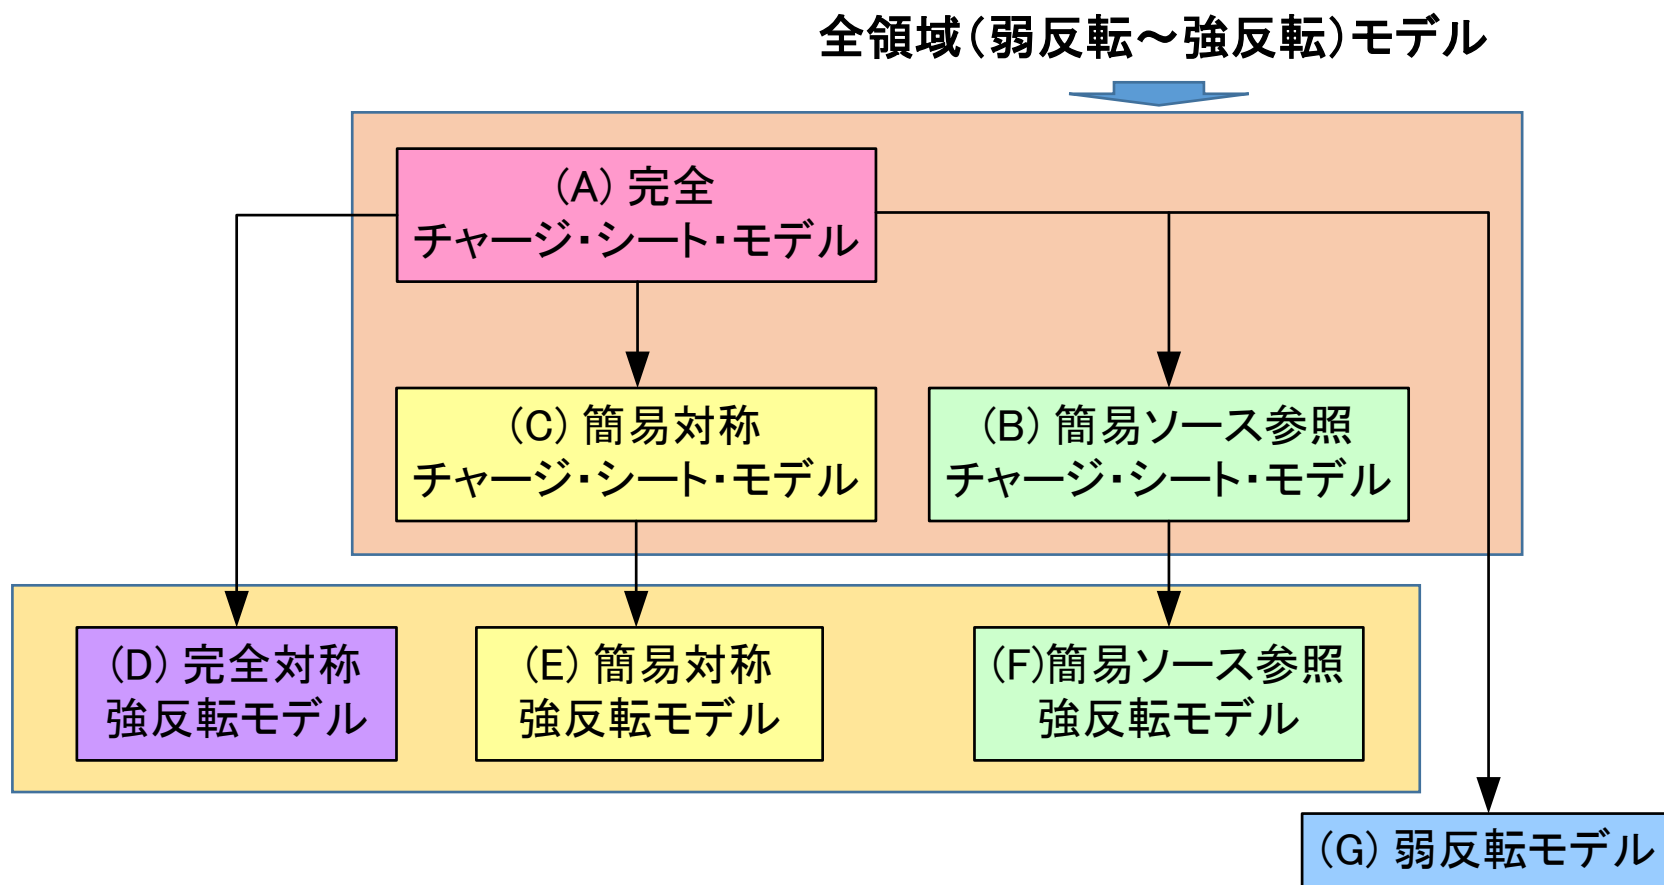 全領域(弱反転～強反転)モデル
(A) 完全
チャージ・シート・モデル
(C) 簡易対称
チャージ・シート・モデル
(B) 簡易ソース参照
チャージ・シート・モデル
(D) 完全対称
強反転モデル
(E) 簡易対称
強反転モデル
(F)簡易ソース参照
強反転モデル
(G) 弱反転モデル